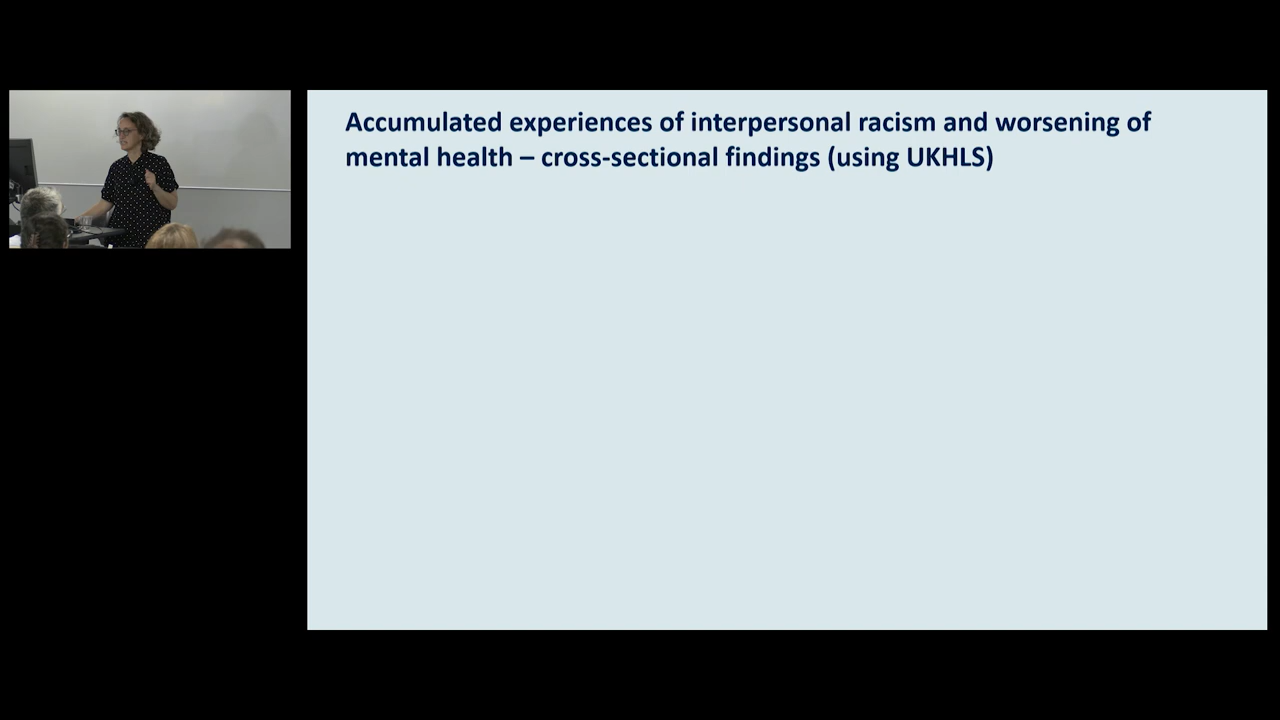 Accumulated experiences of interpersonal racism and worsening of
mental health – cross-sectional findings (using UKHLS)